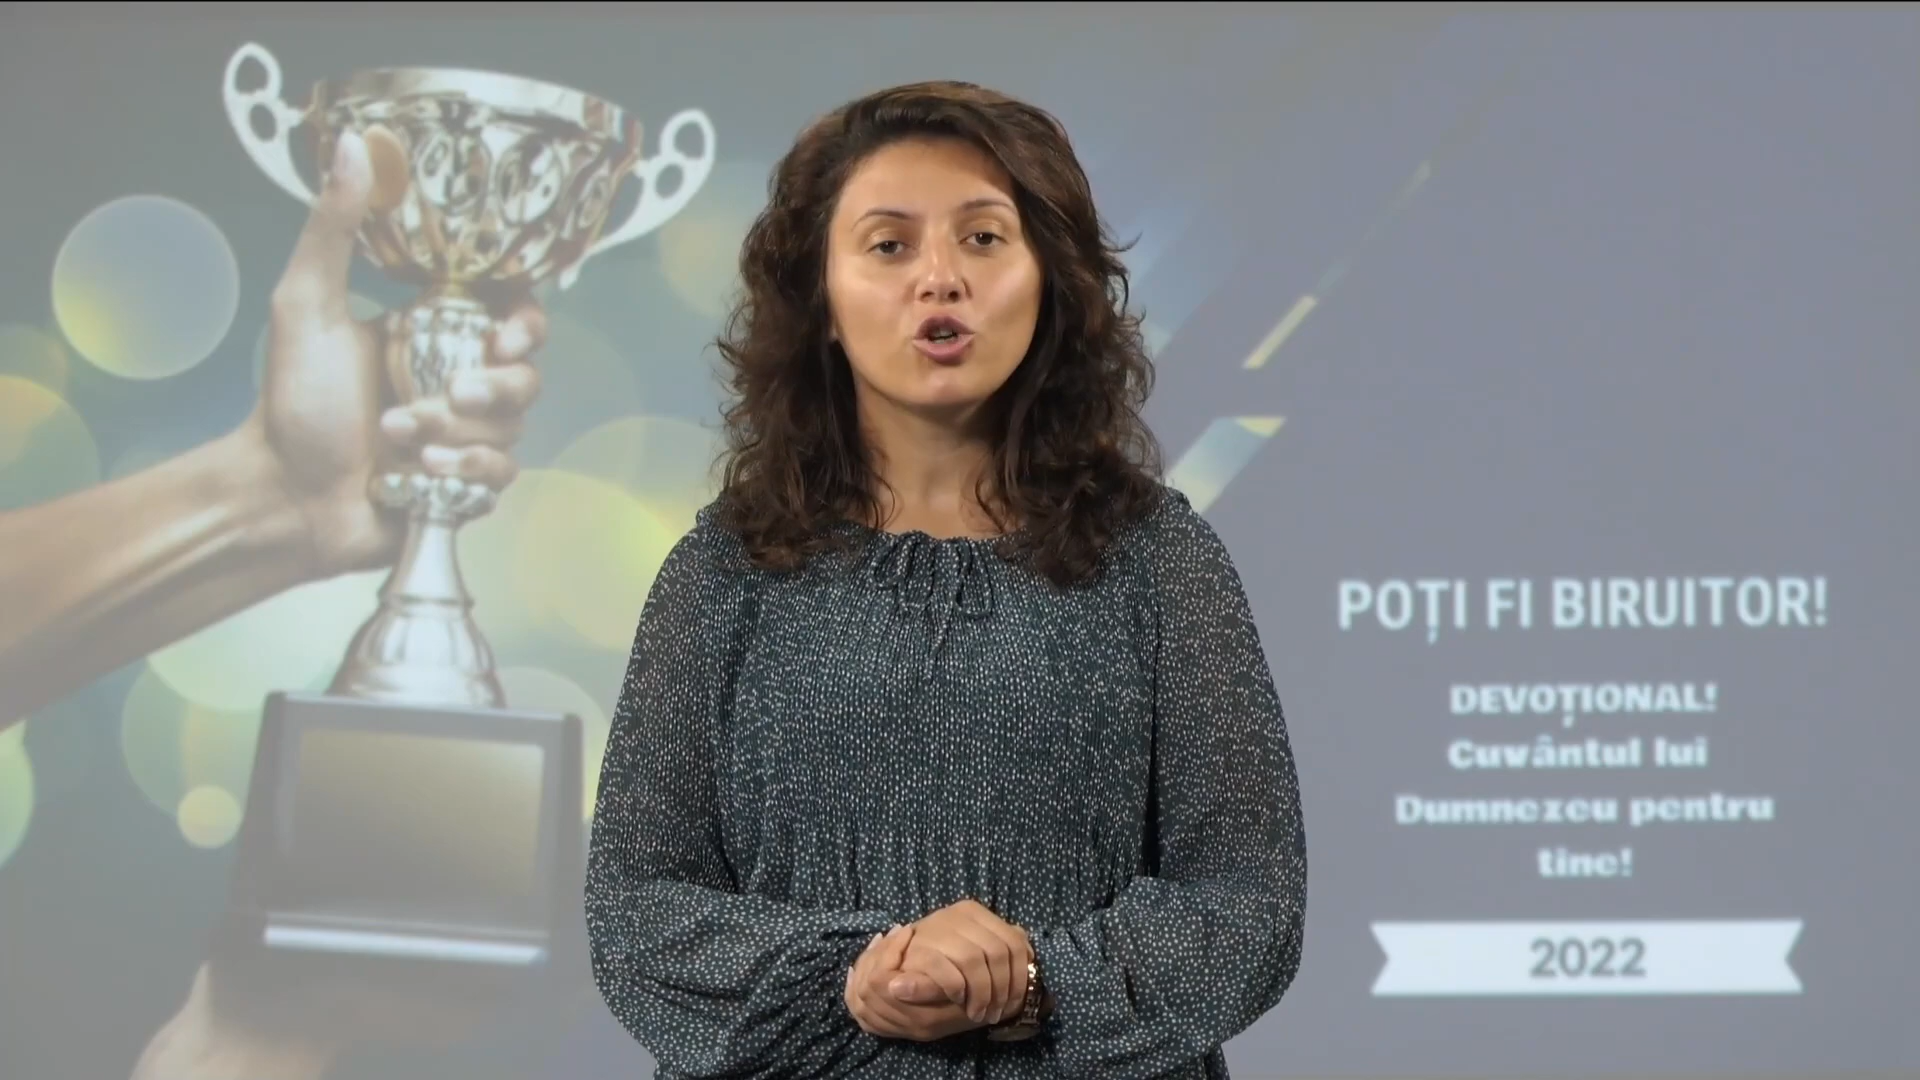 POȚI FI BIRUITOR!
DEVOȚIONAL!
Cuvântul lui
Dumnezeu pentru
tine!
2022